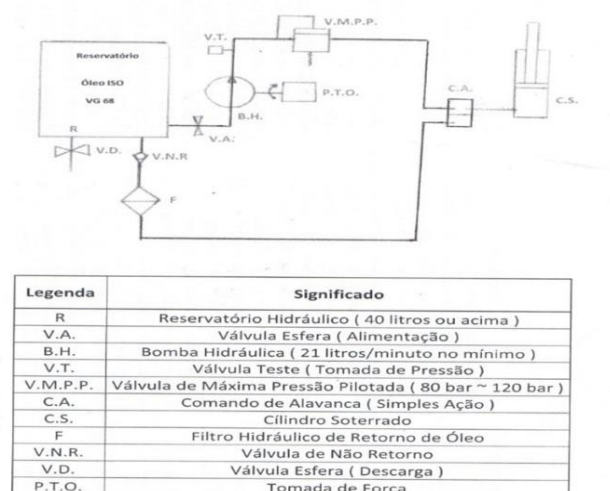 V.M.P.P.
V.T.
Reservatório
Óleo ISO
VG 68
P.T.O.
C.A.
C.S.
B.H.
R
V.A.
V.D.
V.N.R
F
Legenda Significado
R Reservatório Hidráulico ( 40 litros ou acima )
V.A. Válvula Esfera ( Alimentação )
B.H. Bomba Hidráulica ( 21 litros/minuto no mínimo )
V.T. Válvula Teste ( Tomada de Pressão )
V.M.P.P. Válvula de Máxima Pressão Pilotada ( 80 bar ~ 120 bar )
C.A. Comando de Alavanca ( Simples Ação )
C.S. Cílindro Soterrado
F Filtro Hidráulico de Retorno de Óleo
V.N.R. Válvula de Não Retorno
V.D. Válvula Esfera ( Descarga )
P.T.O. Tomada de Força